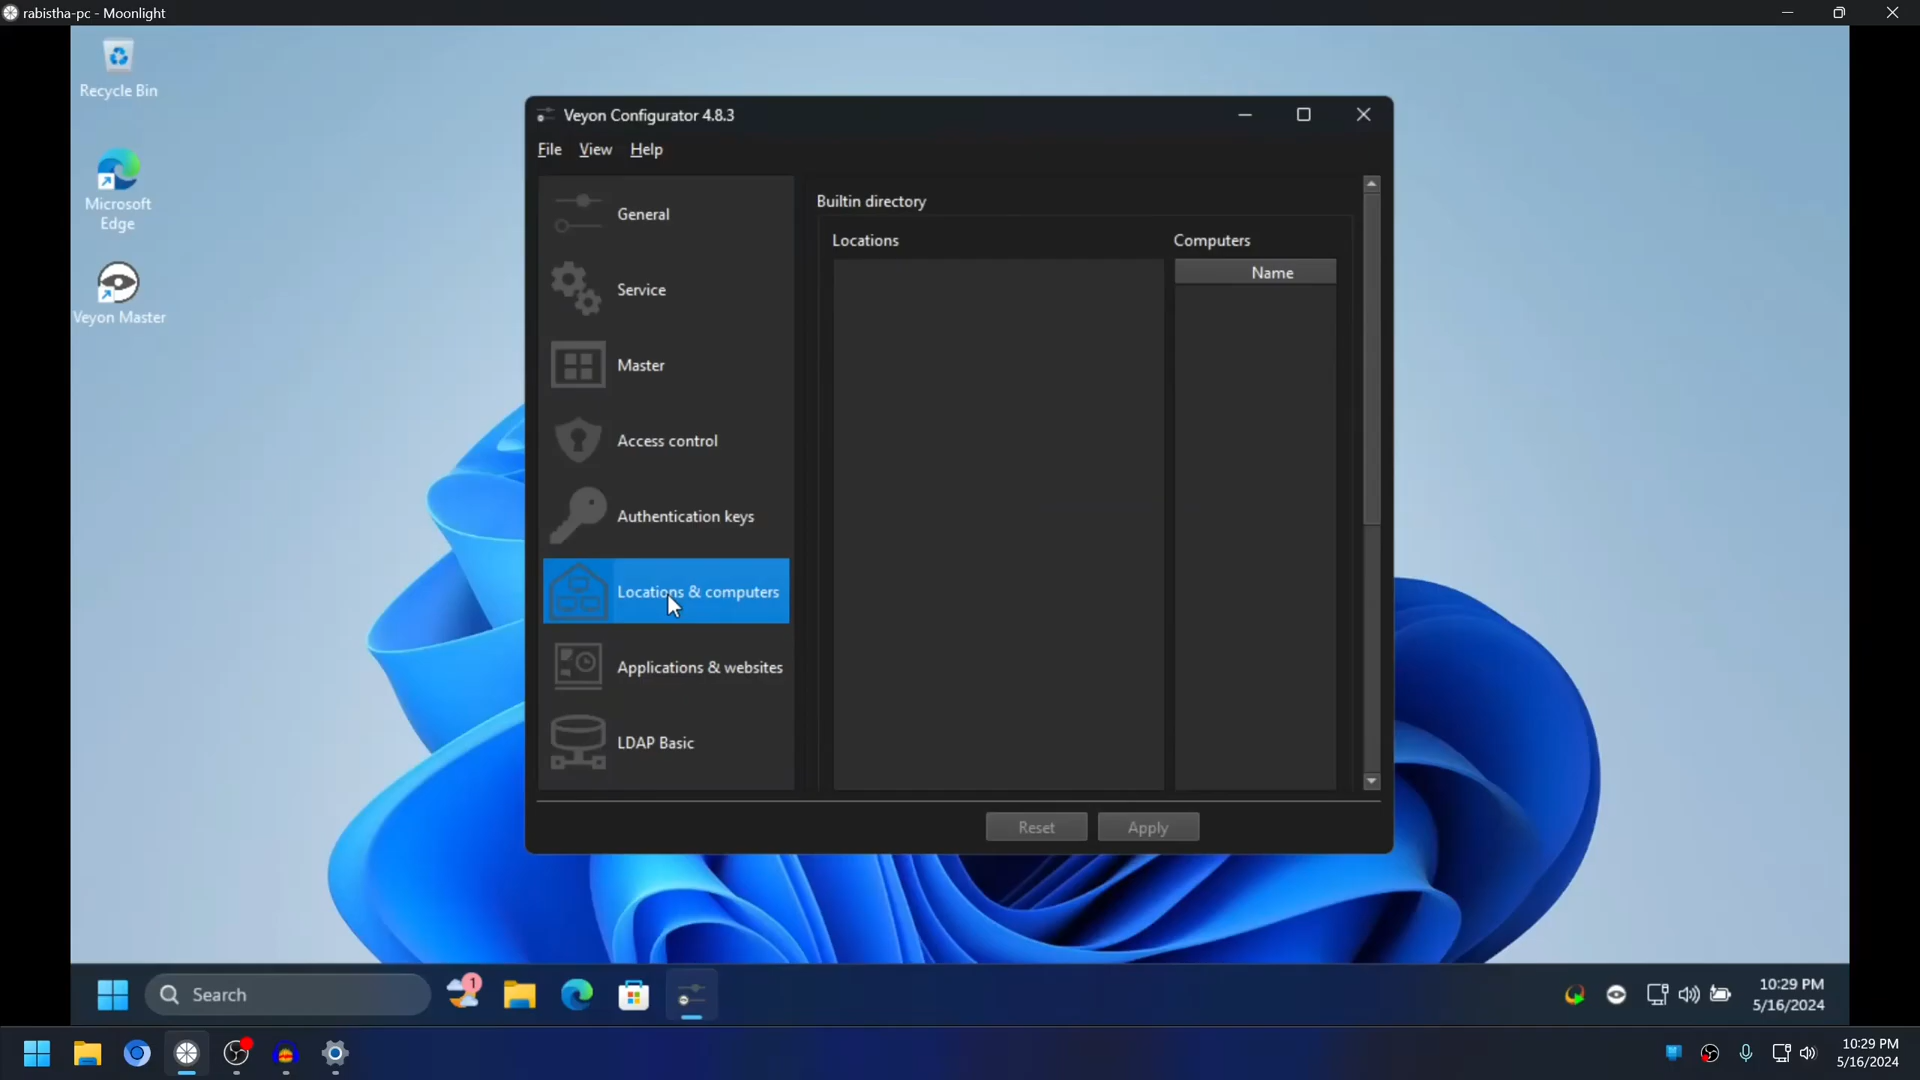 rabistha-pc - Moonlight
Recycle Bin
Microsoft
Edge
Veyon Master
Veyon Configurator 4.8.3
File View Help
General
Service
Master
Access control
Authentication keys
Locations & computers
Applications & websites
LDAP Basic
Builtin directory
Locations
Computers
Name
Reset
Apply
1
Search
10:29 PM
5/16/2024
10:29 PM
5/16/2024